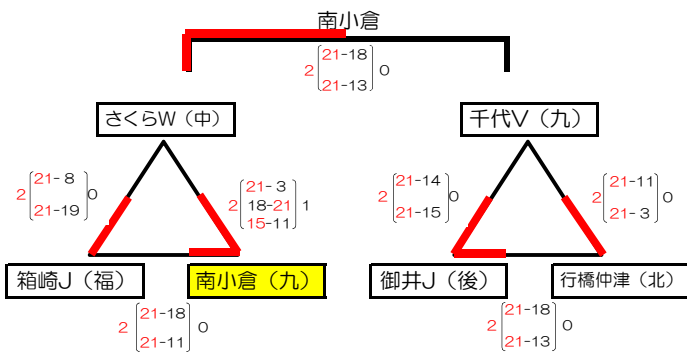 南小倉
2 21-18 0
21-13
さくらW（中）
千代V（九）
2 21- 8 0
21-19
21- 3
2 18-21 1
15-11
2 21-14 0
21-15
2 21-11 0
21- 3
箱崎J（福）
南小倉（九）
御井J（後）
行橋仲津（北）
2 21-18 0
21-11
2 21-18 0
21-13